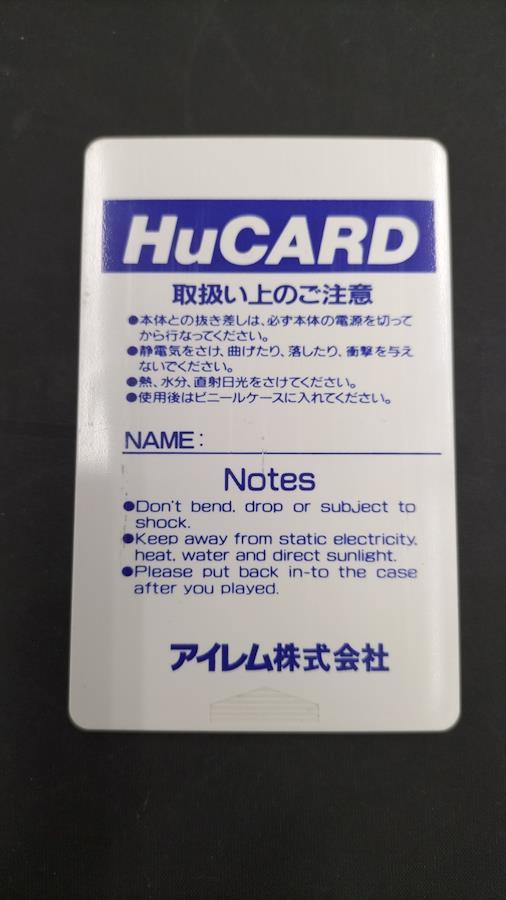 HuCARD
取扱い上のご注意
●本体との抜き差しは、必ず本体の電源を切って
から行なってください。
●静電気をさけ、曲げたり、落したり、衝撃を与え
ないでください。
●熱、水分、直射日光をさけてください。
●使用後はビニールケースに入れてください。
NAME:
Notes
●Don't bend, drop or subject to
shock.
●Keep away from static electricity,
heat, water and direct sunlight.
●Please put back in-to the case
after you played.
アイレム株式会社